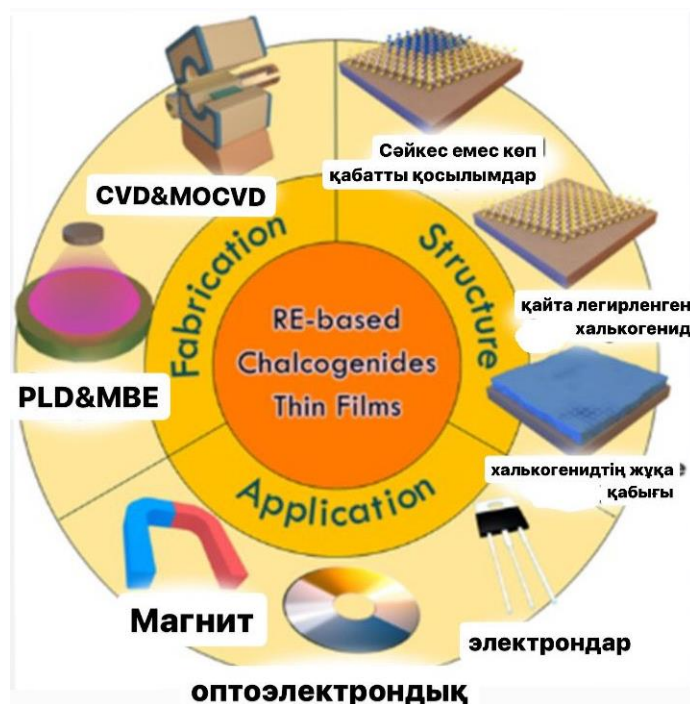 Сәйкес емес көп
қабатты қосылымдар
CVD&MOCVD
қайта легирленген
халькогенид
Fabrication
Structure
RE-based
Chalcogenides
Thin Films
PLD&MBE
халькогенидтің жұқа
қабығы
Application
Магнит
электрондар
оптоэлектрондық